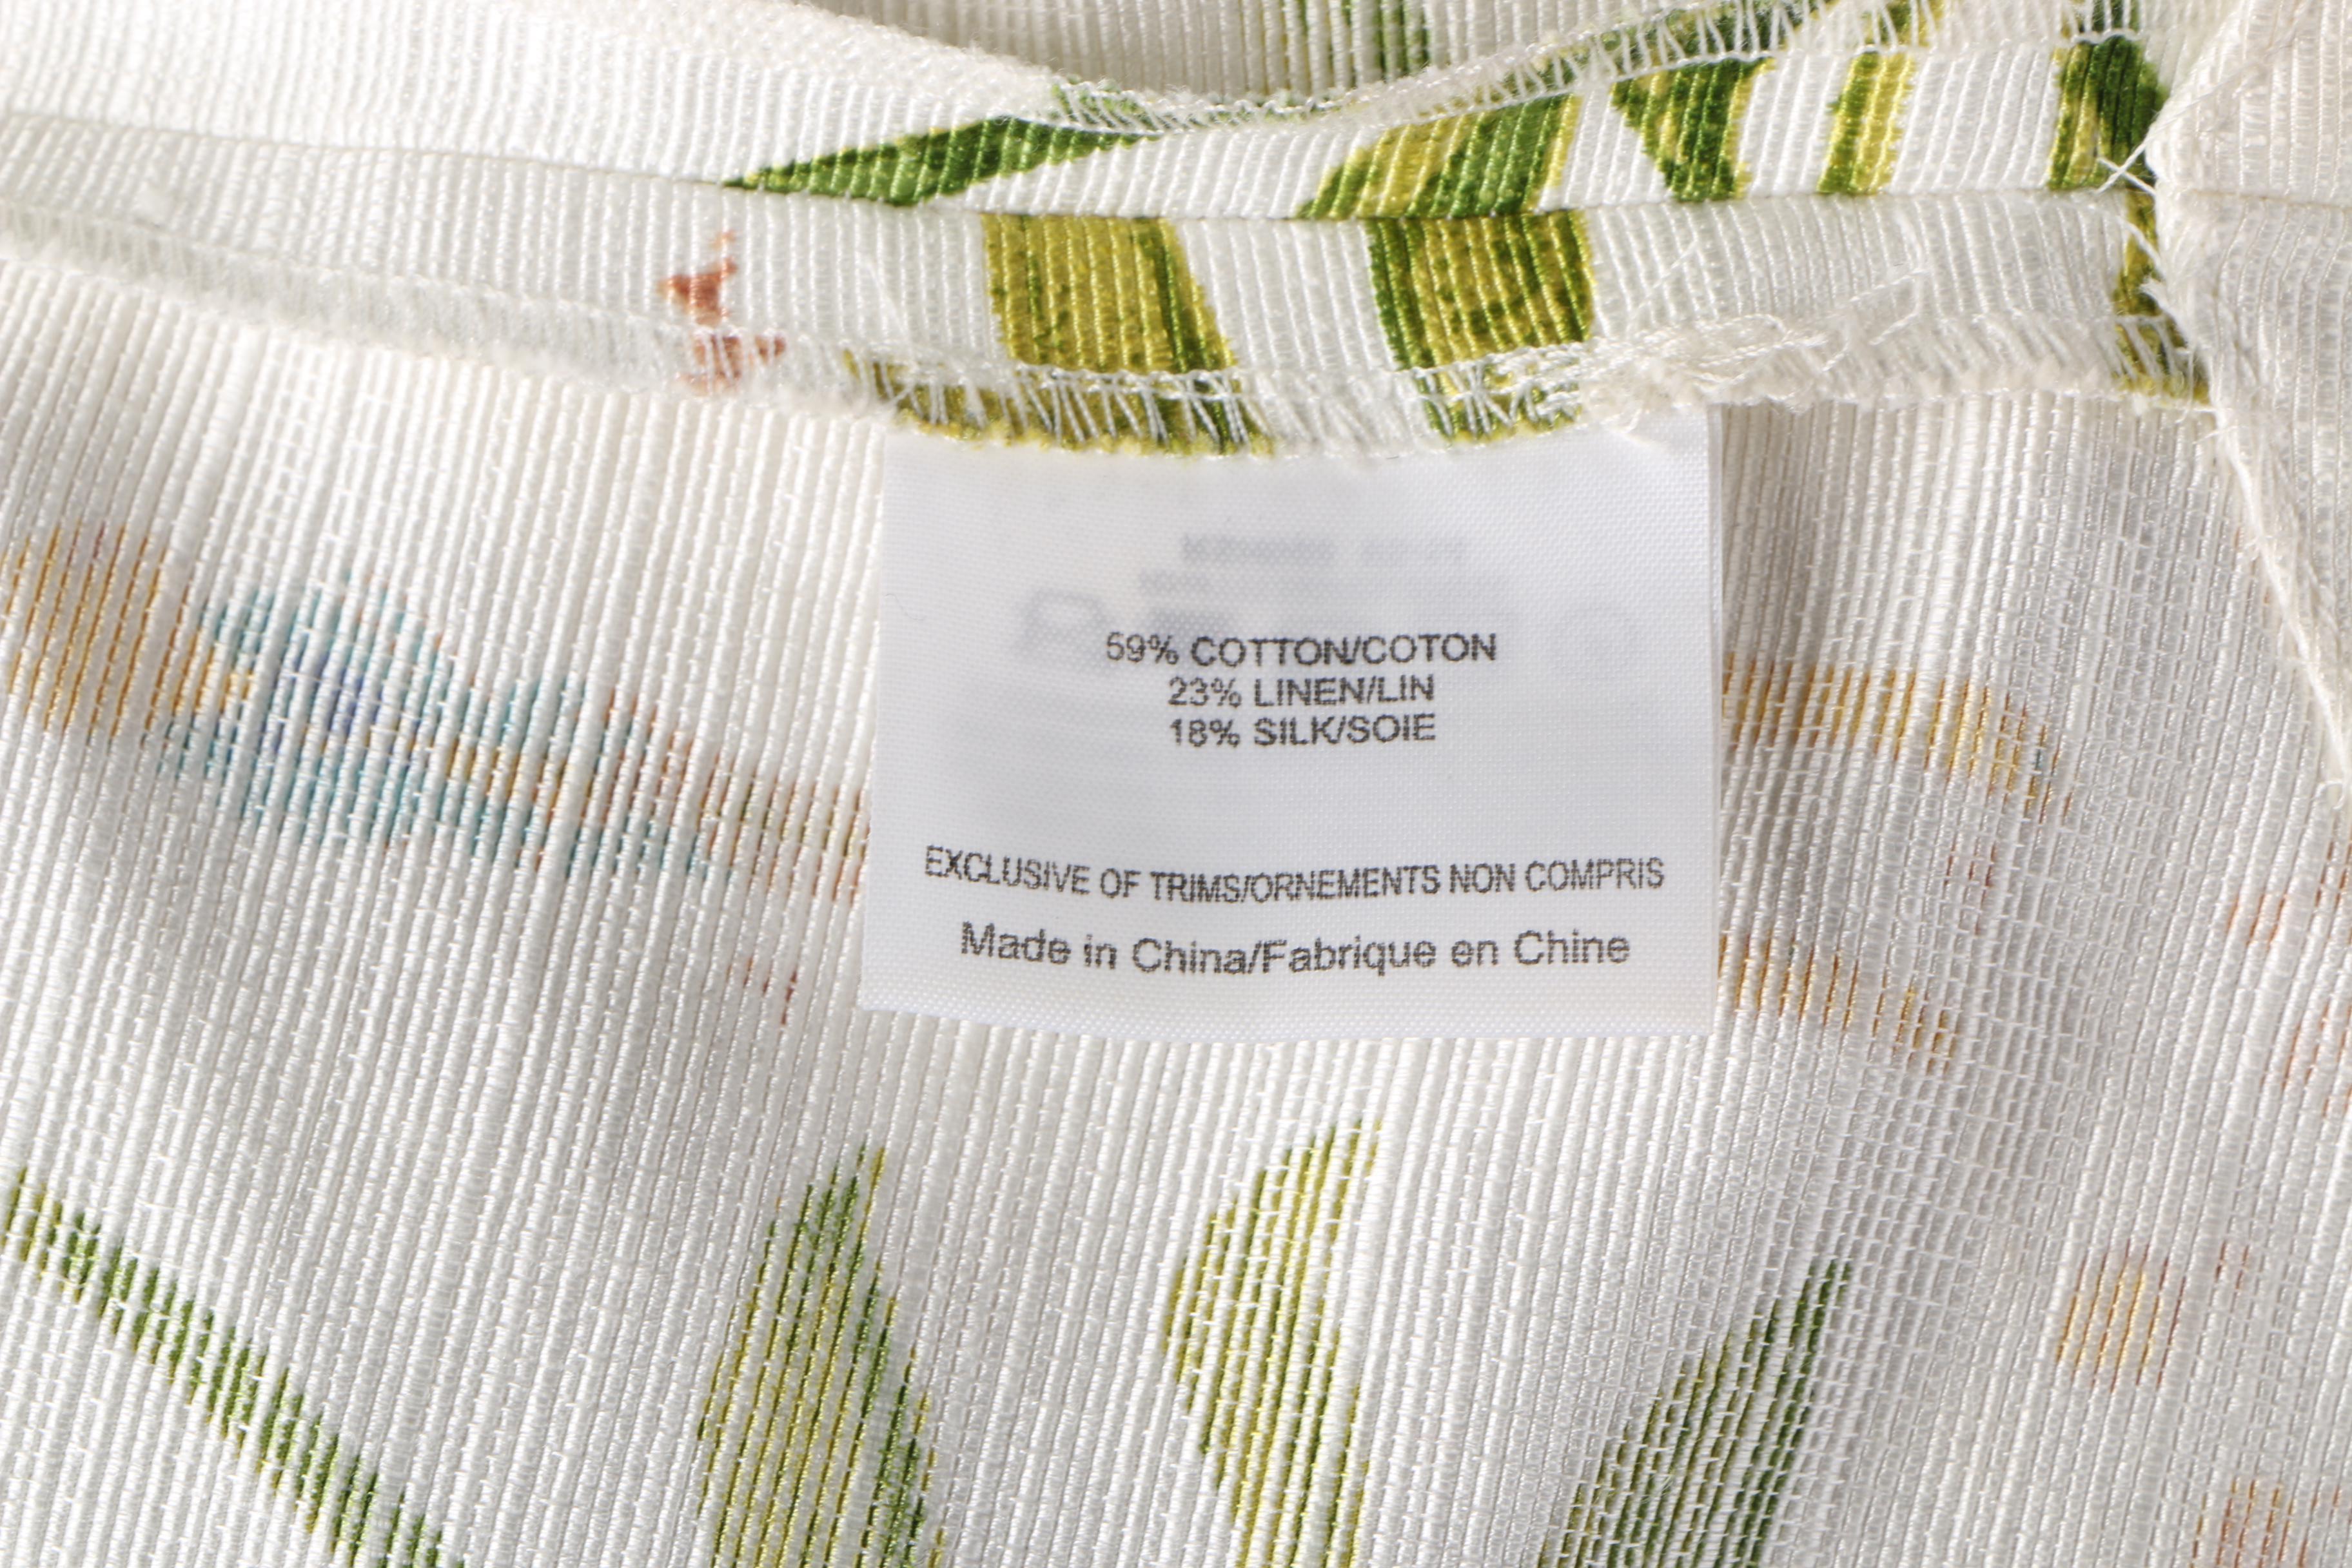 59% COTTON/COTON
23% LINEN/LIN
18% SILK/SOIE
EXCLUSIVE OF TRIMS/ORNEMENTS NON COMPRIS
Made in China/Fabrique en Chine